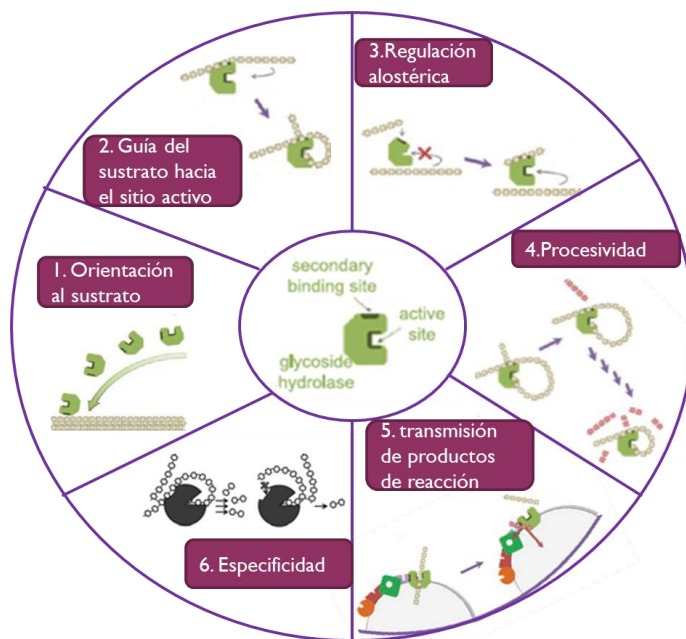 1. Orientación
al sustrato
2. Guía del
sustrato hacia
el sitio activo
3.Regulación
alostérica
4.Procesividad
5. transmisión
de productos
de reacción
6. Especificidad
secondary
binding site
active
site
glycoside
hydrolase